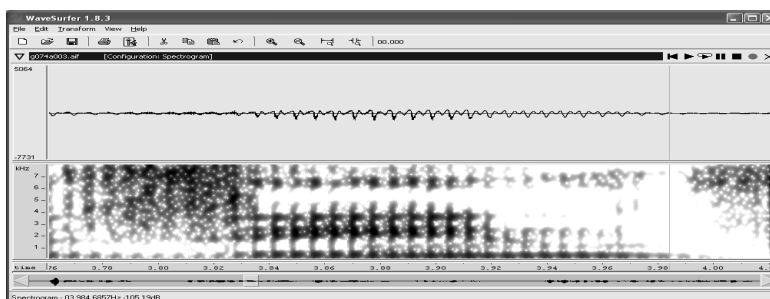 WaveSurfer 1.8.3
File Edit Transform View Help
00.000
g074a003.aif [Configuration: Spectrogram]
5064
-7731
kHz
7
6
5
4
3
2
1
time 76 3.78 3.80 3.82 3.84 3.86 3.88 3.90 3.92 3.94 3.96 3.98 4.00 4.0
Spectrogram - 03.984 6857Hz -105.19dB